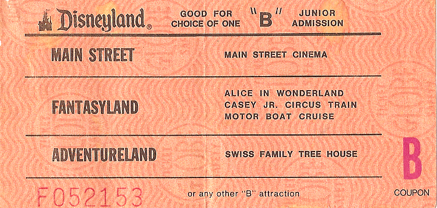 Disneyland. GOOD FOR CHOICE OF ONE "B" JUNIOR ADMISSION
MAIN STREET MAIN STREET CINEMA
FANTASYLAND ALICE IN WONDERLAND
CASEY JR. CIRCUS TRAIN
MOTOR BOAT CRUISE
ADVENTURELAND SWISS FAMILY TREE HOUSE
B
F052153 or any other "B" attraction COUPON